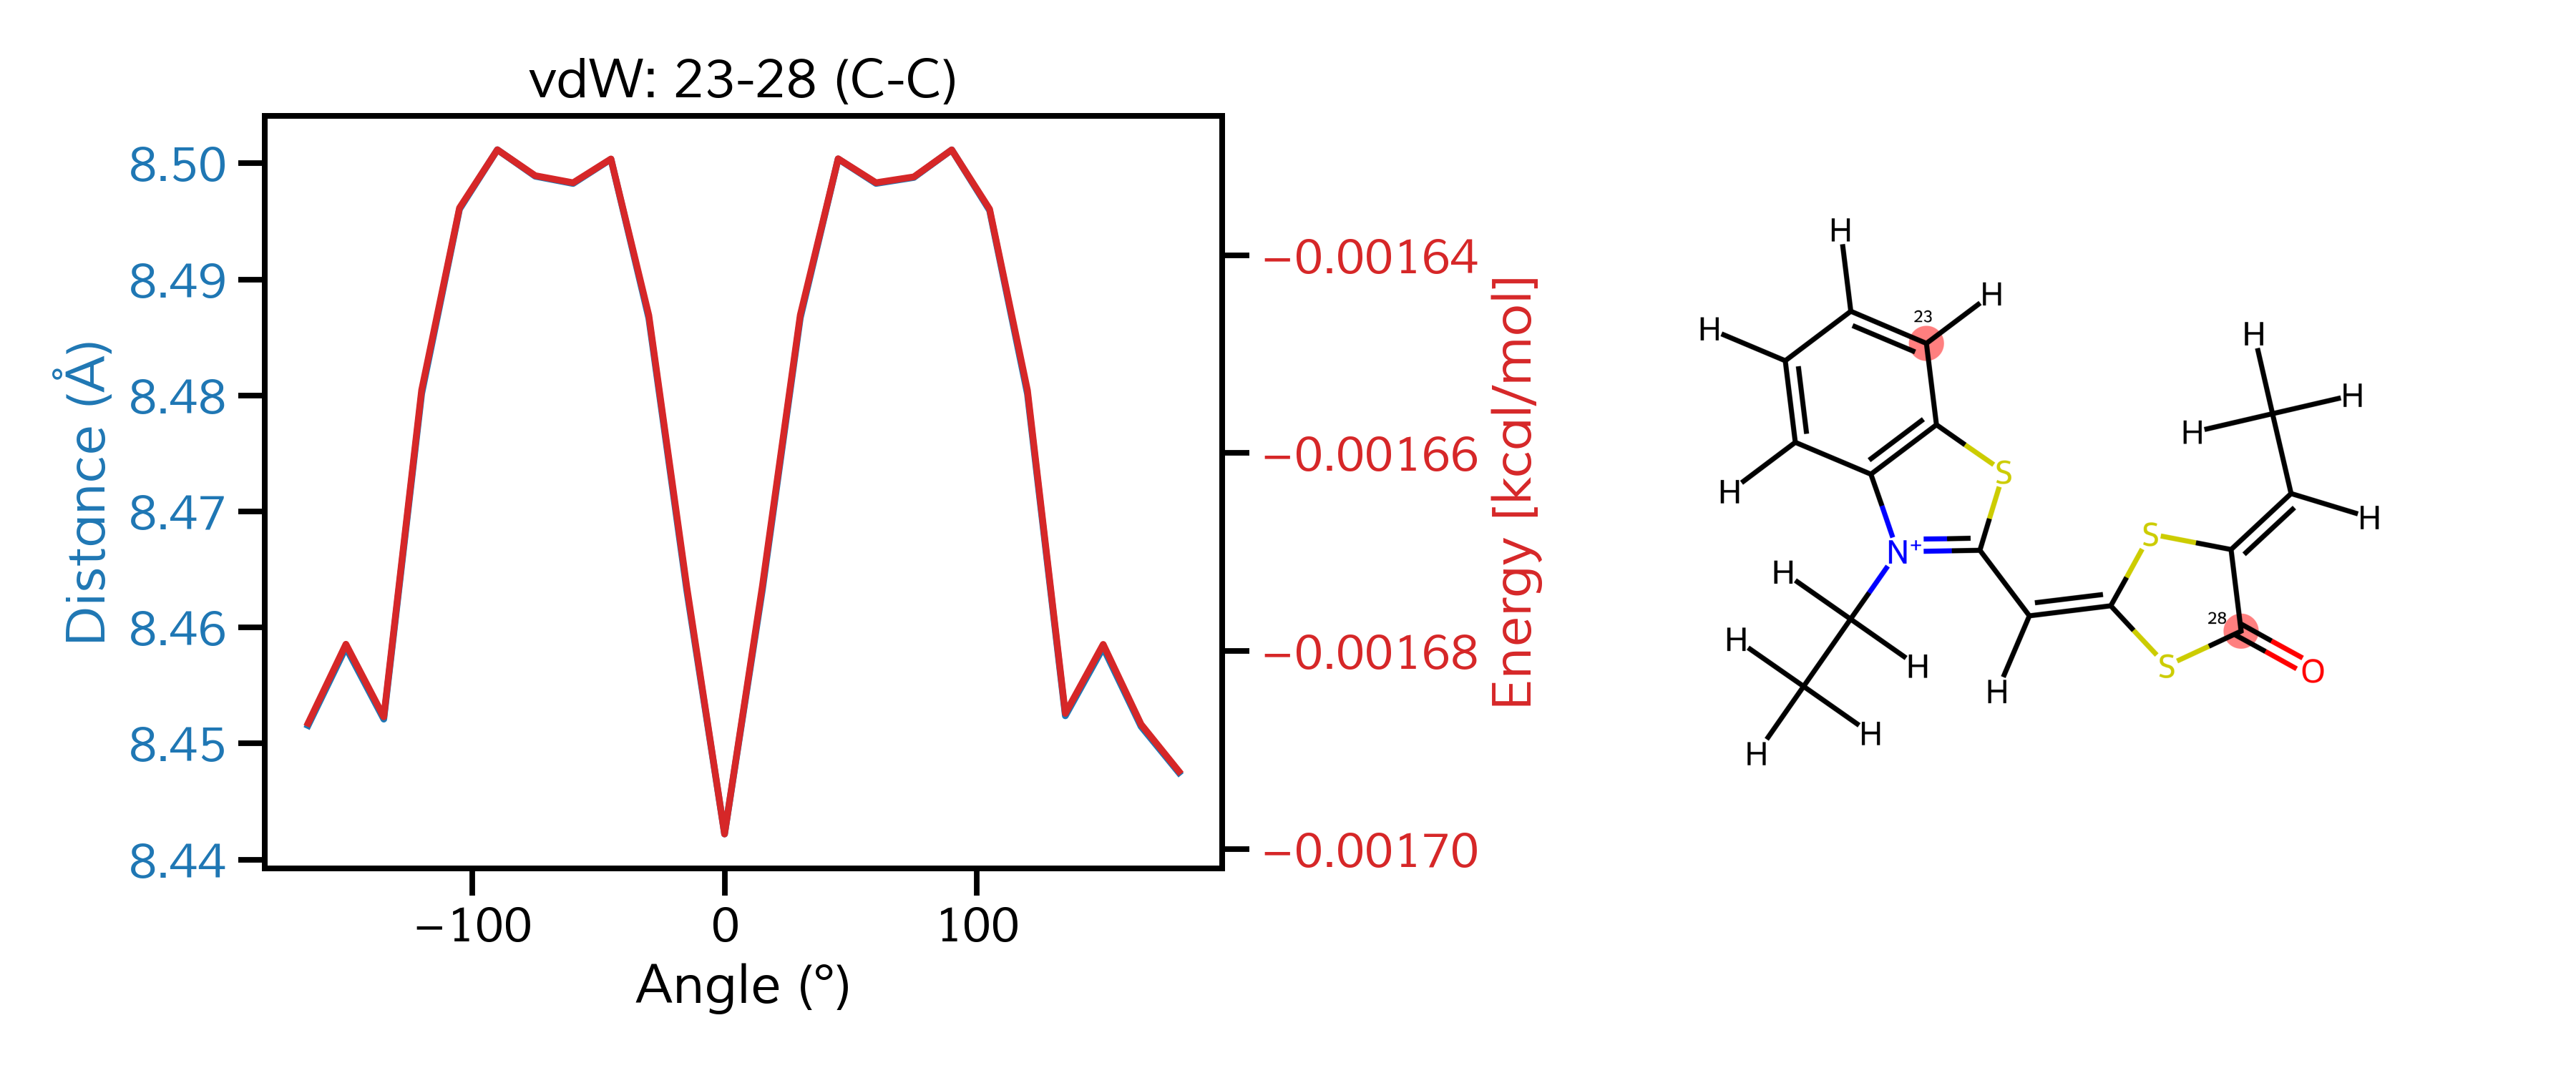 vdW: 23-28 (C-C)
8.50
8.49
8.48
8.47
8.46
8.45
8.44
Distance (Å)
−0.00164
−0.00166
−0.00168
−0.00170
Energy [kcal/mol]
−100 0 100
Angle (°)
H
H
23
H
H
H
H
H
S
H
H
S
N⁺
H
28
H
H
S
O
H
H
H